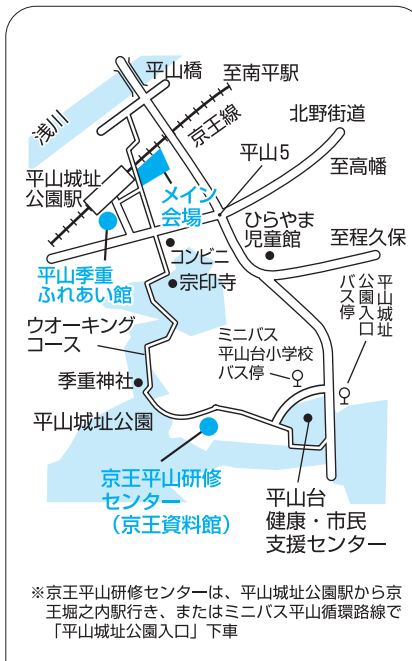 平山橋
至南平駅
浅川
京王線
北野街道
平山5
至高幡
平山城址
公園駅
メイン
会場
ひらやま
児童館
至程久保
コンビニ
平山季重
ふれあい館
宗印寺
ウオーキング
コース
ミニバス
平山台小学校
バス停
平山城址
公園入口
バス停
季重神社
平山城址公園
京王平山研修
センター
（京王資料館）
平山台
健康・市民
支援センター
※京王平山研修センターは、平山城址公園駅から京
王堀之内駅行き、またはミニバス平山循環路線で
「平山城址公園入口」下車